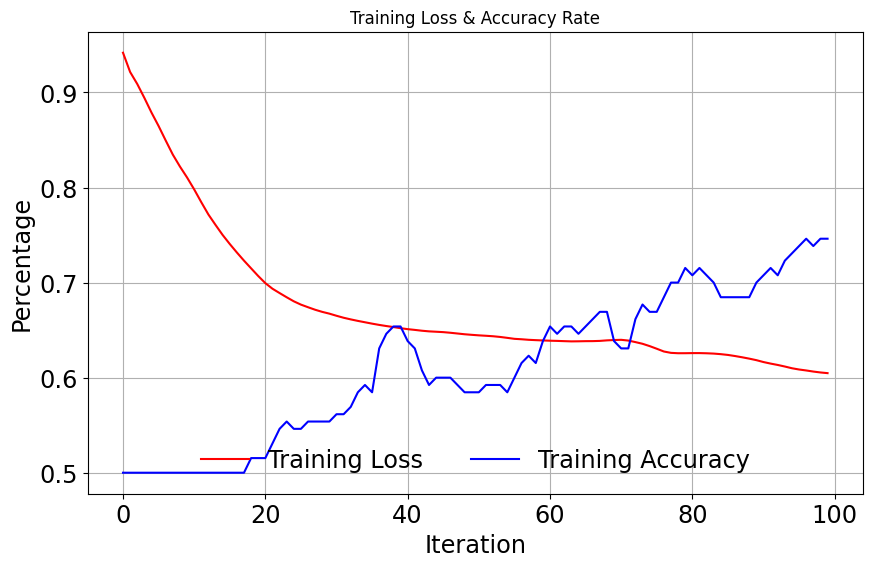 Training Loss & Accuracy Rate
Percentage
0.9
0.8
0.7
0.6
0.5
Training Loss
Training Accuracy
0 20 40 60 80 100
Iteration